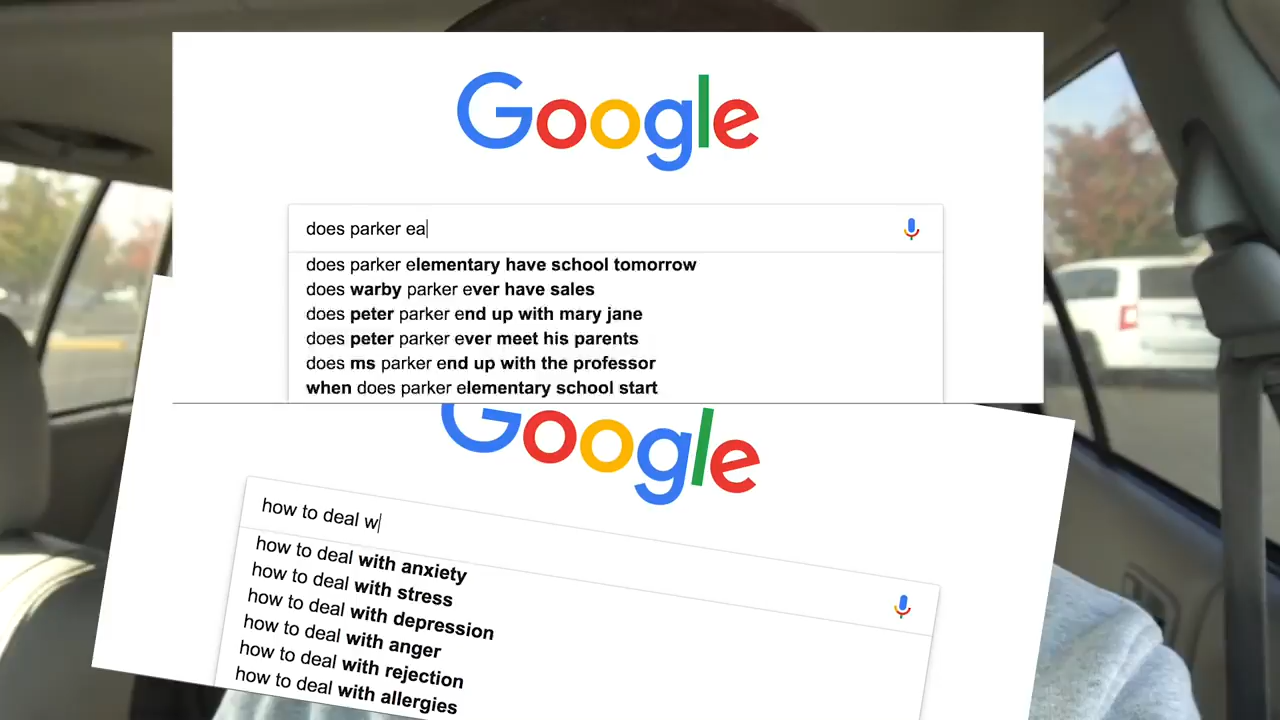 Google
does parker ea
does parker elementary have school tomorrow
does warby parker ever have sales
does peter parker end up with mary jane
does peter parker ever meet his parents
does ms parker end up with the professor
when does parker elementary school start
Google
how to deal w
how to deal with anxiety
how to deal with stress
how to deal with depression
how to deal with anger
how to deal with rejection
how to deal with allergies